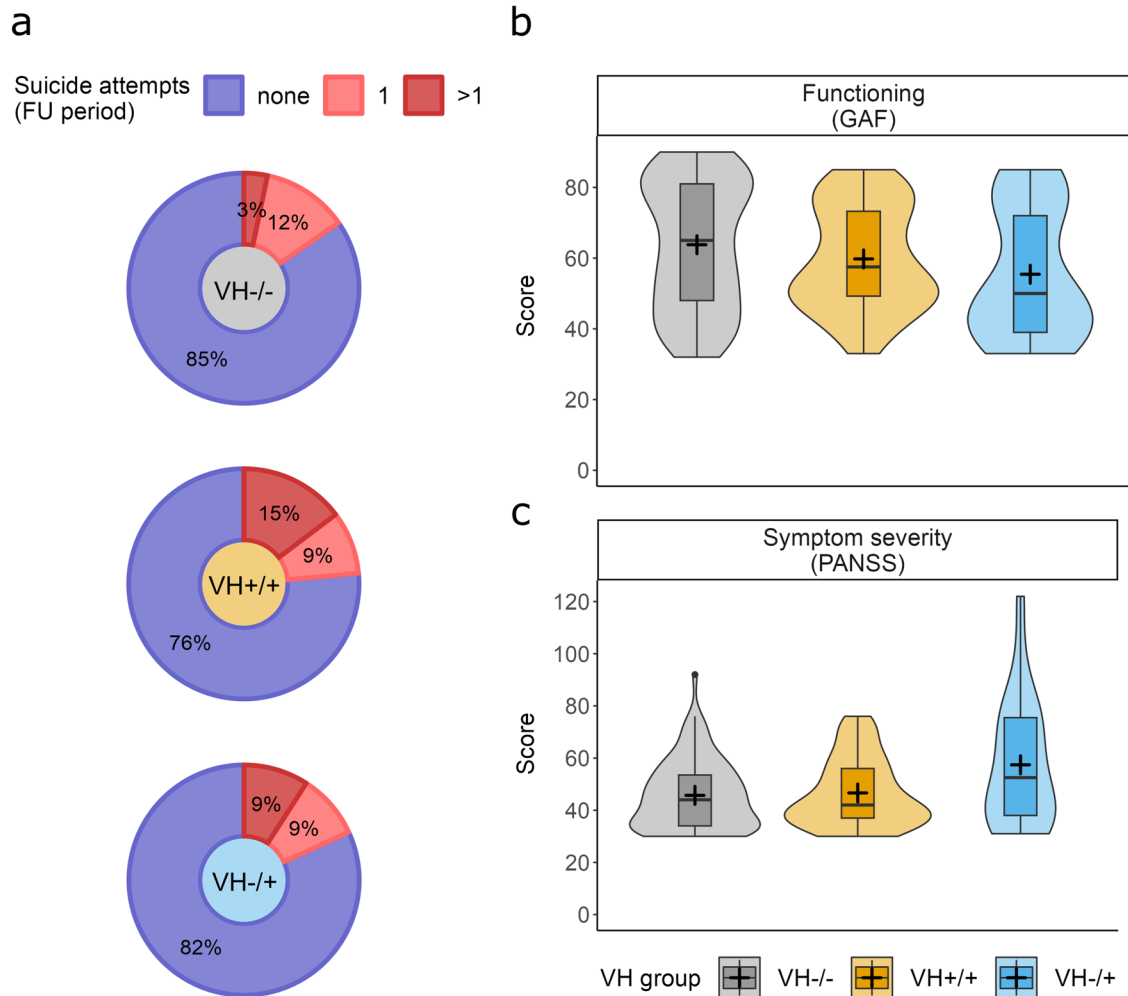 a
Suicide attempts
(FU period)
none
1
>1
3%
12%
VH-/-
85%
15%
9%
VH+/+
76%
9%
9%
VH-/+
82%
b
Functioning
(GAF)
Score
80
60
40
20
0
c
Symptom severity
(PANSS)
Score
120
100
80
60
40
20
0
VH group
VH-/-
VH+/+
VH-/+